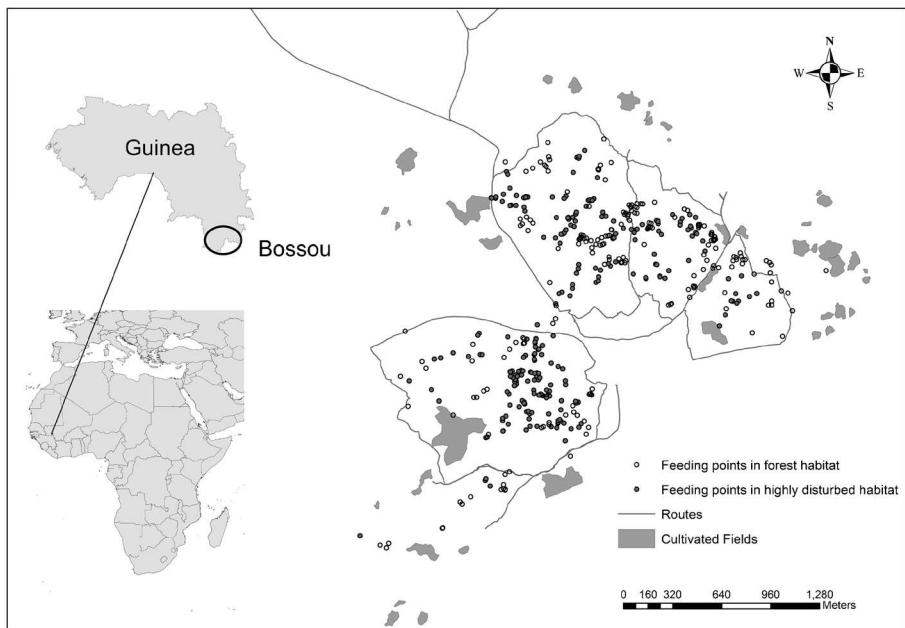 N
W E
S
Guinea
Bossou
Feeding points in forest habitat
Feeding points in highly disturbed habitat
Routes
Cultivated Fields
0 160 320 640 960 1,280
Meters